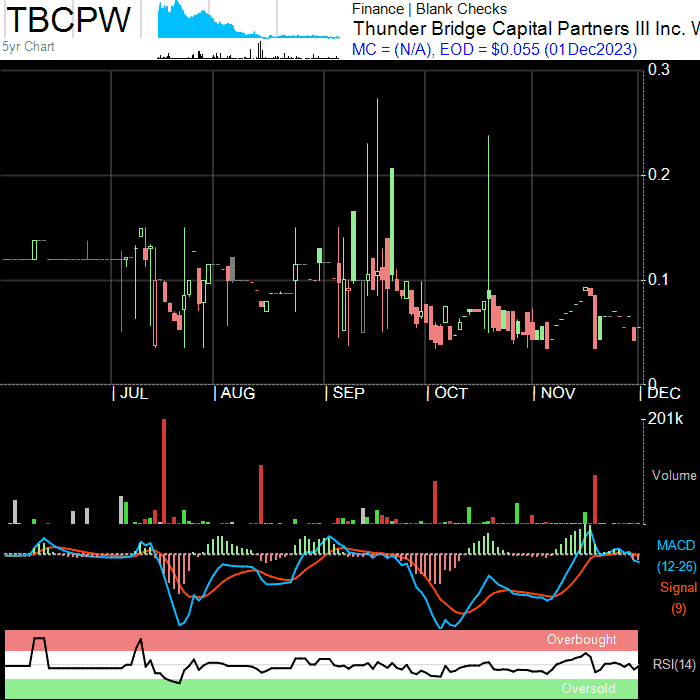 TBCPW
5yr Chart
Finance | Blank Checks
Thunder Bridge Capital Partners III Inc. W
MC = (N/A), EOD = $0.055 (01Dec2023)
0.3
0.2
0.1
0
JUL AUG SEP OCT NOV DEC
201k
Volume
MACD
(12-26)
Signal
(9)
Overbought
RSI(14)
Oversold